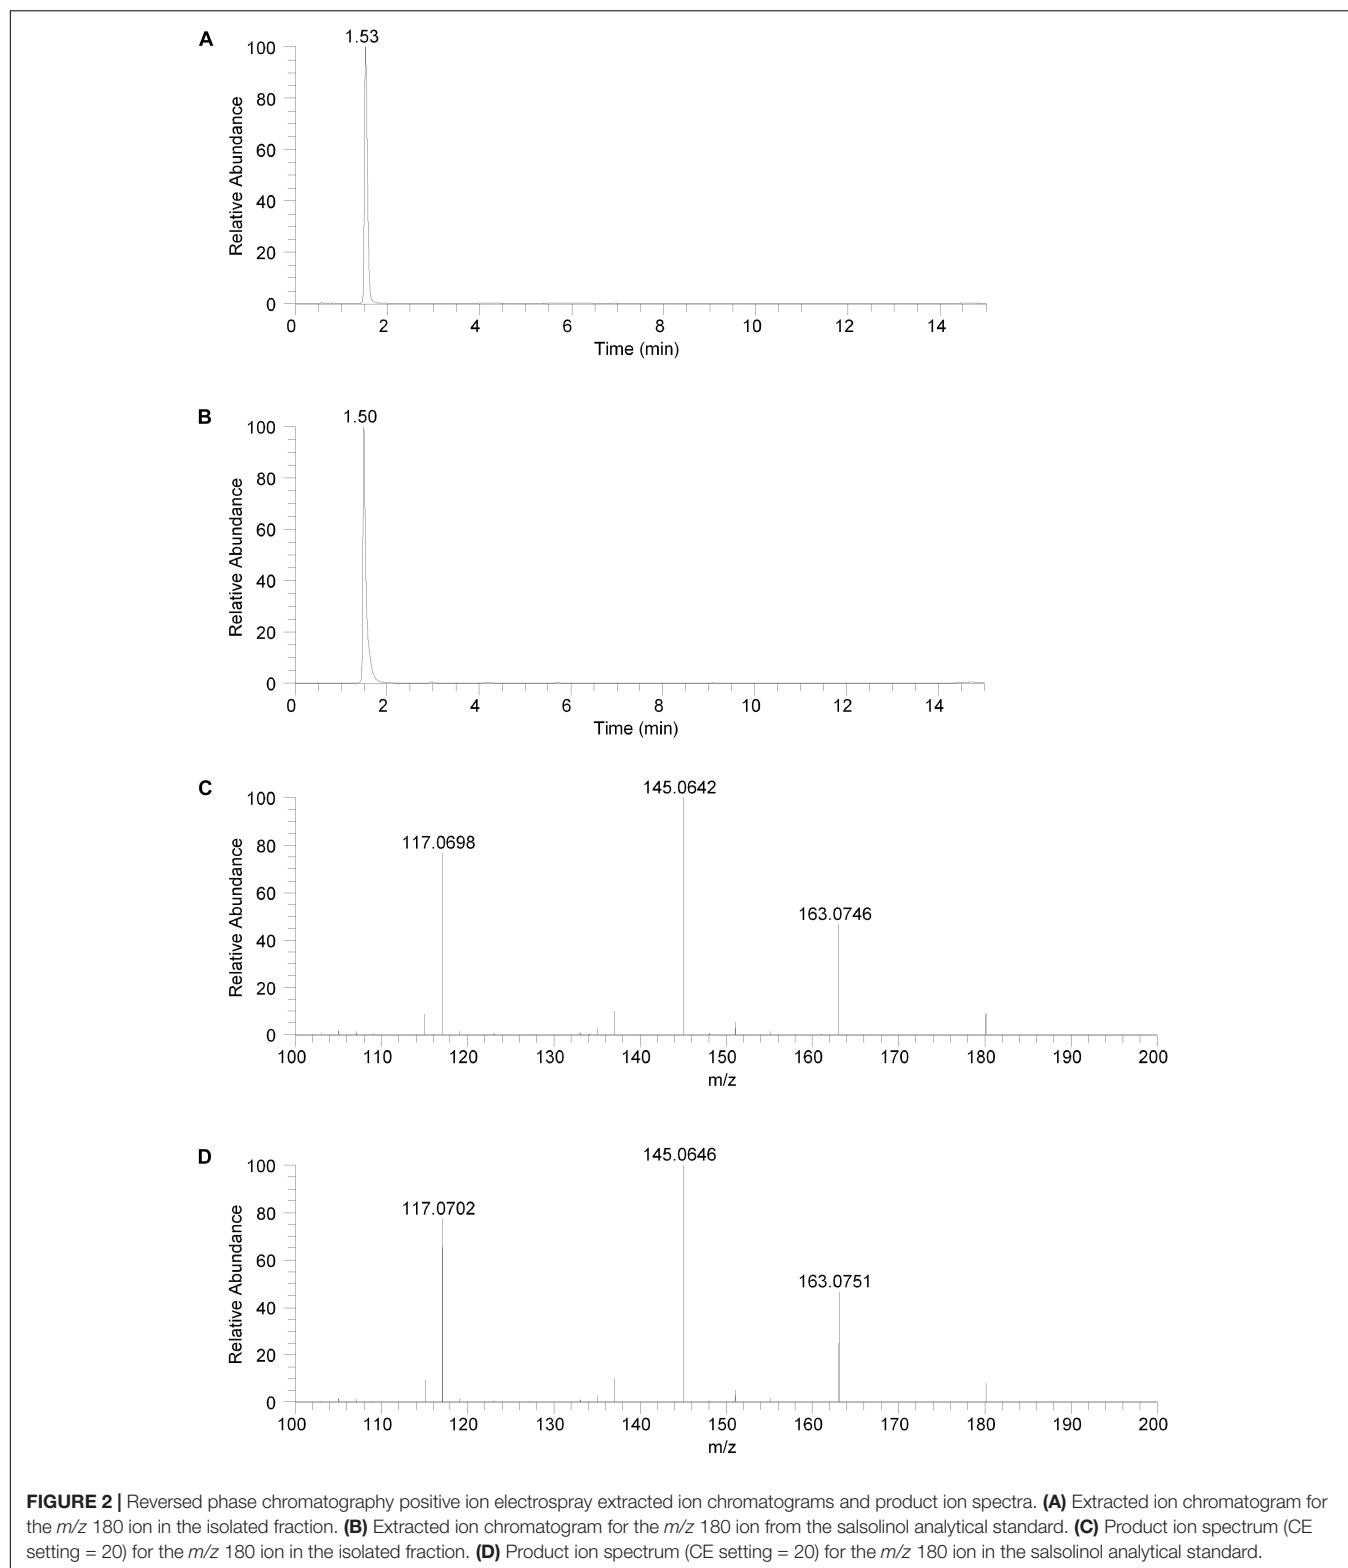 A
1.53
100
80
60
40
20
0
Relative Abundance
0 2 4 6 8 10 12 14
Time (min)
B
1.50
100
80
60
40
20
0
Relative Abundance
0 2 4 6 8 10 12 14
Time (min)
C
145.0642
117.0698
163.0746
100
80
60
40
20
0
Relative Abundance
100 110 120 130 140 150 160 170 180 190 200
m/z
D
145.0646
117.0702
163.0751
100
80
60
40
20
0
Relative Abundance
100 110 120 130 140 150 160 170 180 190 200
m/z
FIGURE 2 | Reversed phase chromatography positive ion electrospray extracted ion chromatograms and product ion spectra. (A) Extracted ion chromatogram for
the m/z 180 ion in the isolated fraction. (B) Extracted ion chromatogram for the m/z 180 ion from the salsolinol analytical standard. (C) Product ion spectrum (CE
setting = 20) for the m/z 180 ion in the isolated fraction. (D) Product ion spectrum (CE setting = 20) for the m/z 180 ion in the salsolinol analytical standard.